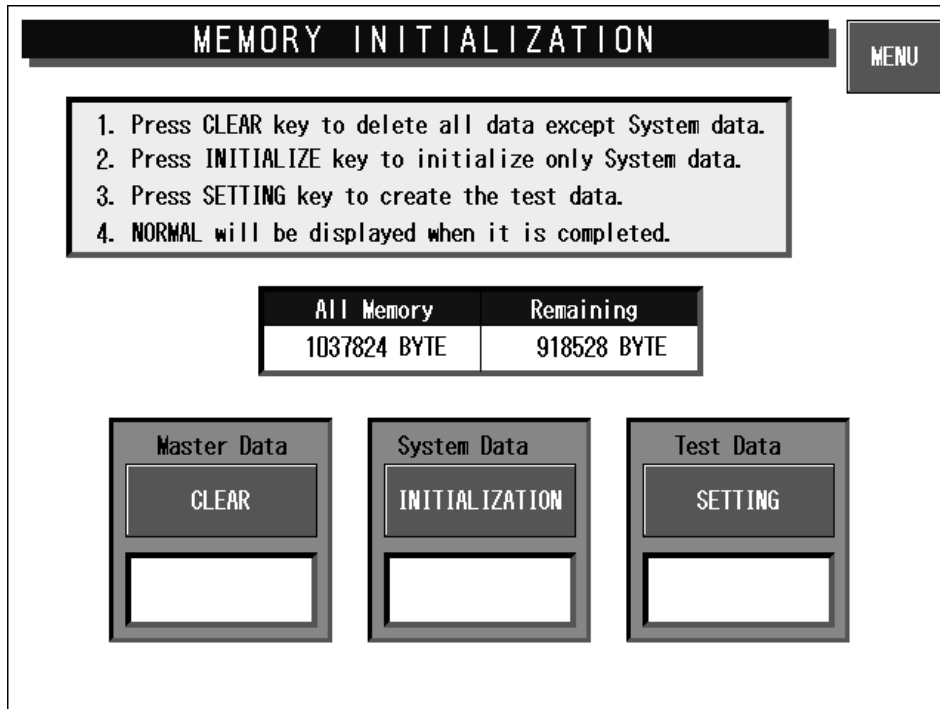 MEMORY INITIALIZATION
MENU
1. Press CLEAR key to delete all data except System data.
2. Press INITIALIZE key to initialize only System data.
3. Press SETTING key to create the test data.
4. NORMAL will be displayed when it is completed.
All Memory Remaining
1037824 BYTE 918528 BYTE
Master Data System Data Test Data
CLEAR INITIALIZATION SETTING